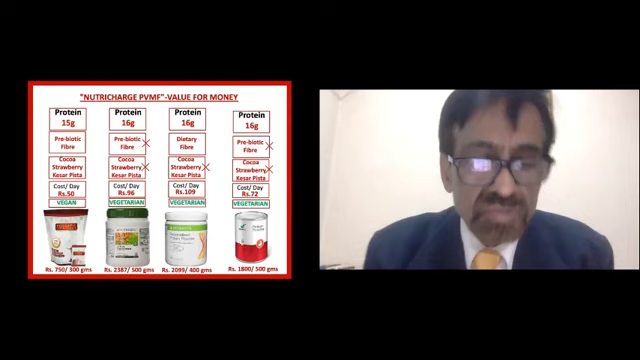 "NUTRICHARGE PVMF"-VALUE FOR MONEY
Protein
15g
Pre-biotic
Fibre
Cocoa
Strawberry
Kesar Pista
Cost/ Day
Rs.50
VEGAN
Rs. 750/ 300 gms
Protein
16g
Pre-biotic
Fibre
Cocoa
Strawberry
Kesar Pista
Cost/ Day
Rs.96
VEGETARIAN
Rs. 2387/ 500 gms
Protein
16g
Dietary
Fibre
Cocoa
Strawberry
Kesar Pista
Cost/ Day
Rs.109
VEGETARIAN
Rs. 2099/ 400 gms
Protein
16g
Pre-biotic
Fibre
Cocoa
Strawberry
Kesar Pista
Cost/ Day
Rs.72
VEGETARIAN
Rs. 1800/ 500 gms